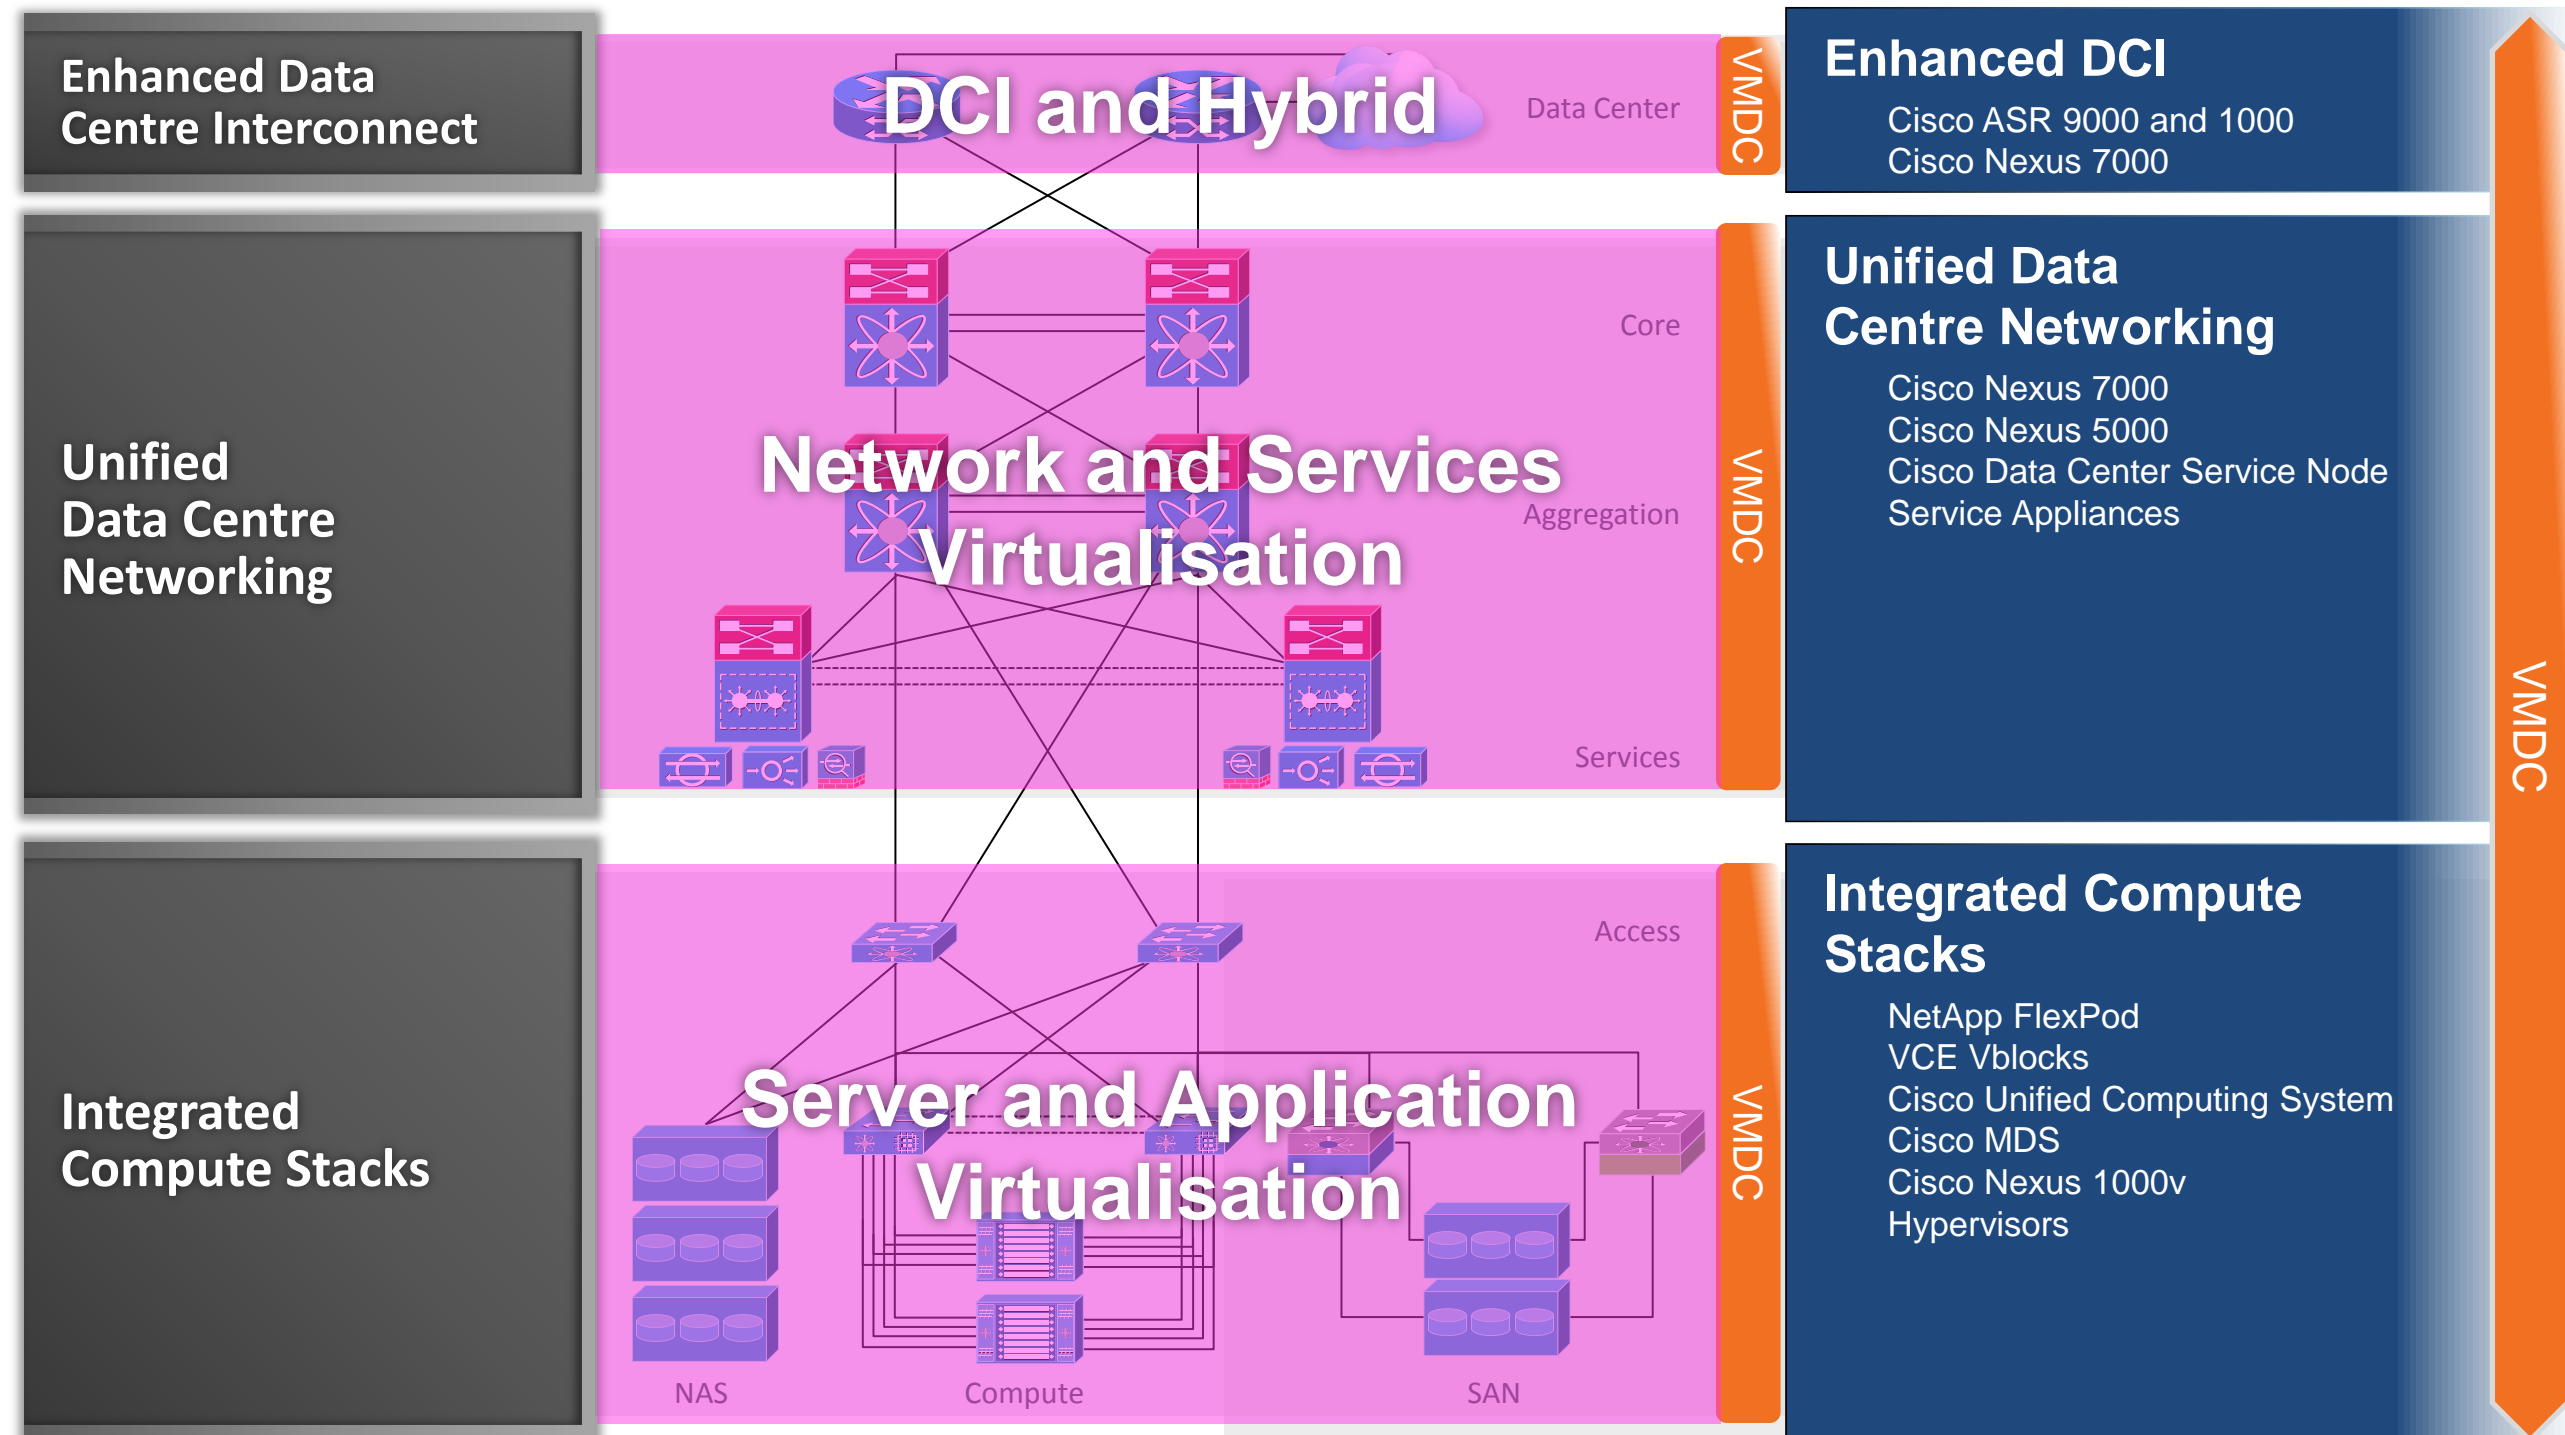 Enhanced Data
Centre Interconnect
DCI and Hybrid
Data Center
VMDC
Enhanced DCI
Cisco ASR 9000 and 1000
Cisco Nexus 7000
Unified
Data Centre
Networking
Core
Network and Services
Virtualisation
Aggregation
Services
VMDC
Unified Data
Centre Networking
Cisco Nexus 7000
Cisco Nexus 5000
Cisco Data Center Service Node
Service Appliances
VMDC
Integrated
Compute Stacks
Access
Server and Application
Virtualisation
NAS
Compute
SAN
VMDC
Integrated Compute
Stacks
NetApp FlexPod
VCE Vblocks
Cisco Unified Computing System
Cisco MDS
Cisco Nexus 1000v
Hypervisors